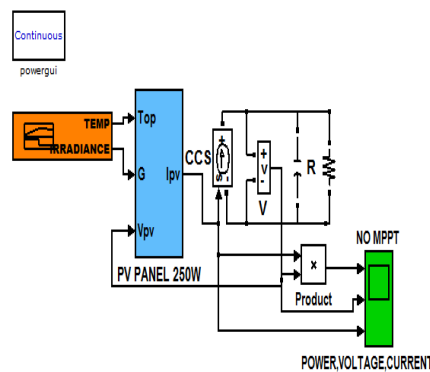 Continuous
powergui
TEMP
IRRADIANCE
Top
G
Ipv
Vpv
PV PANEL 250W
CCS
+
s
-
+
v
-
V
R
×
Product
NO MPPT
POWER,VOLTAGE,CURRENT